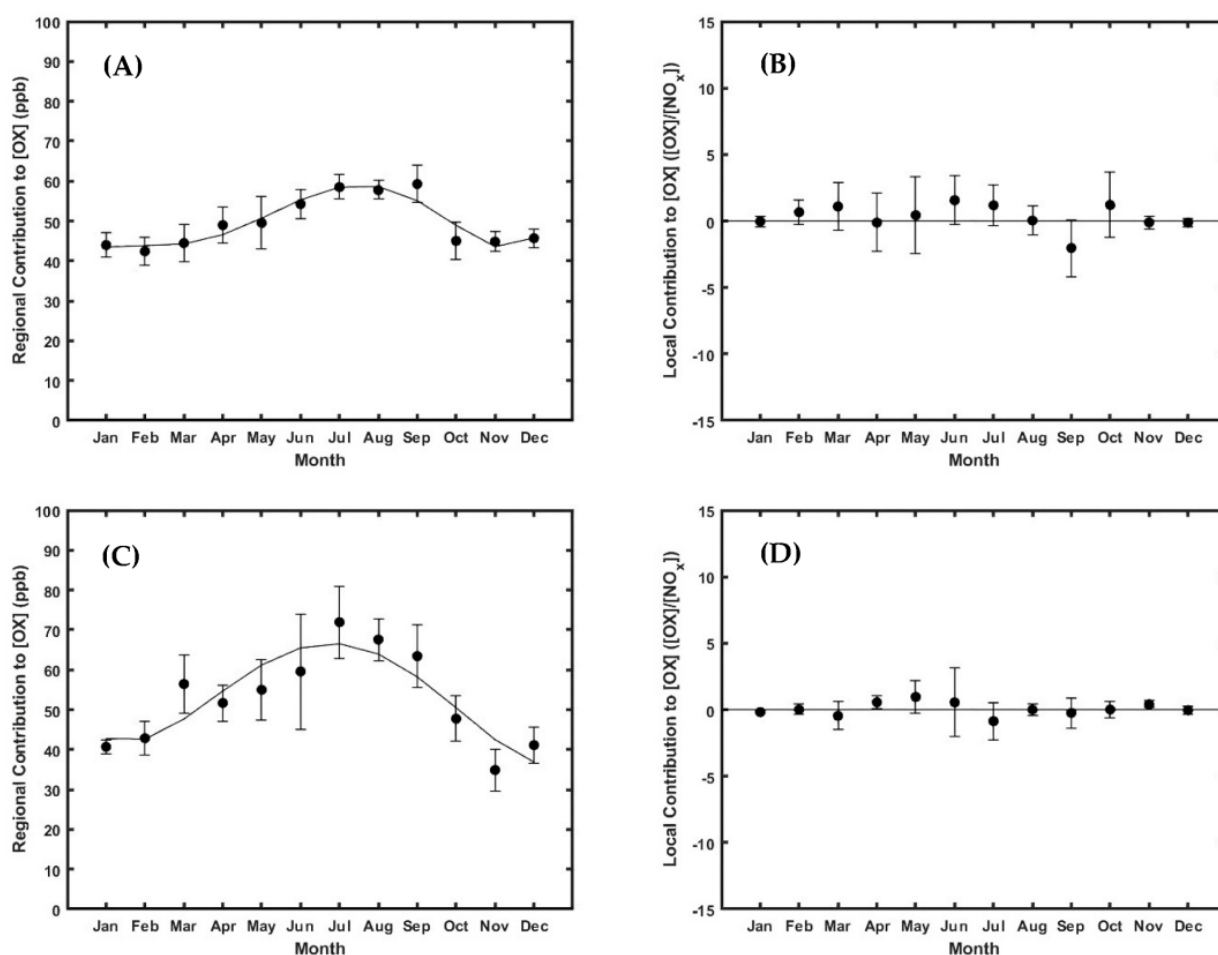 (A)
Regional Contribution to [OX] (ppb)
100
90
80
70
60
50
40
30
20
10
0
Jan Feb Mar Apr May Jun Jul Aug Sep Oct Nov Dec
Month
(B)
Local Contribution to [OX] ([OX]/[NOx])
15
10
5
0
-5
-10
-15
Jan Feb Mar Apr May Jun Jul Aug Sep Oct Nov Dec
Month
(C)
Regional Contribution to [OX] (ppb)
100
90
80
70
60
50
40
30
20
10
0
Jan Feb Mar Apr May Jun Jul Aug Sep Oct Nov Dec
Month
(D)
Local Contribution to [OX] ([OX]/[NOx])
15
10
5
0
-5
-10
-15
Jan Feb Mar Apr May Jun Jul Aug Sep Oct Nov Dec
Month